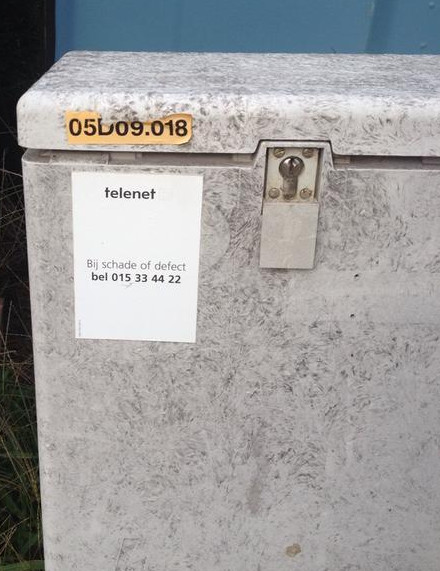 05D09.018
telenet
Bij schade of defect
bel 015 33 44 22